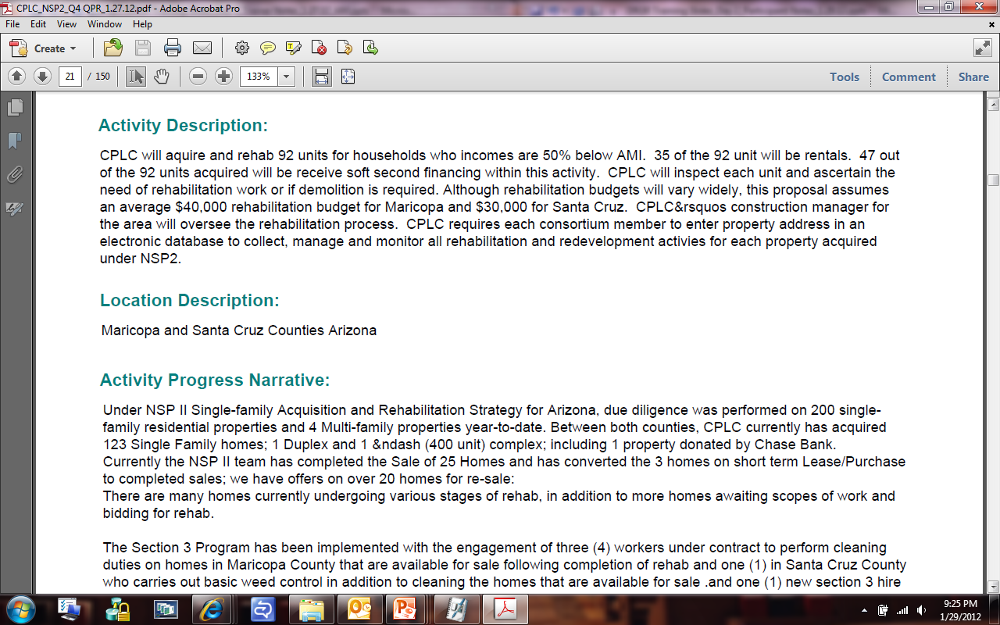 CPLC_NSP2_Q4 QPR_1.27.12.pdf - Adobe Acrobat Pro
File Edit View Window Help
Create
21 / 150
133%
Tools Comment Share
Activity Description:
CPLC will aquire and rehab 92 units for households who incomes are 50% below AMI.  35 of the 92 unit will be rentals.  47 out
of the 92 units acquired will be receive soft second financing within this activity.  CPLC will inspect each unit and ascertain the
need of rehabilitation work or if demolition is required. Although rehabilitation budgets will vary widely, this proposal assumes
an average $40,000 rehabilitation budget for Maricopa and $30,000 for Santa Cruz.  CPLC&rsquos construction manager for
the area will oversee the rehabilitation process.  CPLC requires each consortium member to enter property address in an
electronic database to collect, manage and monitor all rehabilitation and redevelopment activies for each property acquired
under NSP2.
Location Description:
Maricopa and Santa Cruz Counties Arizona
Activity Progress Narrative:
Under NSP II Single-family Acquisition and Rehabilitation Strategy for Arizona, due diligence was performed on 200 single-
family residential properties and 4 Multi-family properties year-to-date. Between both counties, CPLC currently has acquired
123 Single Family homes; 1 Duplex and 1 &ndash (400 unit) complex; including 1 property donated by Chase Bank.
Currently the NSP II team has completed the Sale of 25 Homes and has converted the 3 homes on short term Lease/Purchase
to completed sales; we have offers on over 20 homes for re-sale:
There are many homes currently undergoing various stages of rehab, in addition to more homes awaiting scopes of work and
bidding for rehab.
The Section 3 Program has been implemented with the engagement of three (4) workers under contract to perform cleaning
duties on homes in Maricopa County that are available for sale following completion of rehab and one (1) in Santa Cruz County
who carries out basic weed control in addition to cleaning the homes that are available for sale .and one (1) new section 3 hire
9:25 PM
1/29/2012